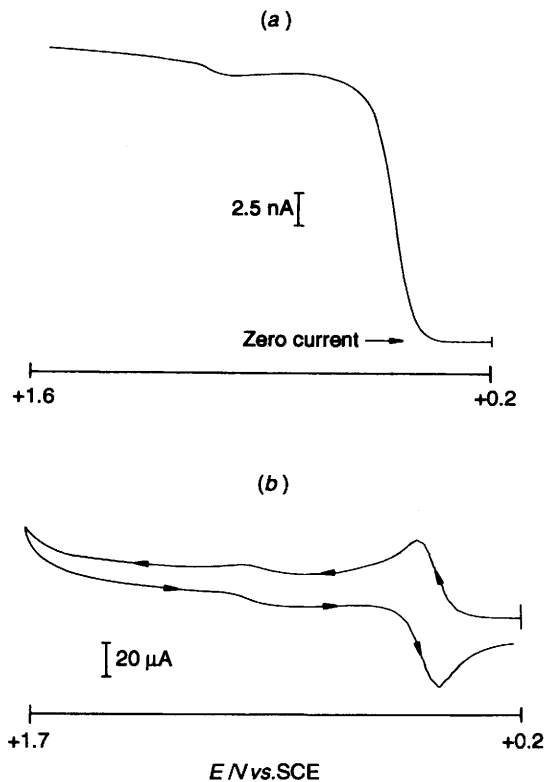 (a)
2.5 nA
Zero current
+1.6
+0.2
(b)
20 µA
+1.7
+0.2
E /V vs.SCE